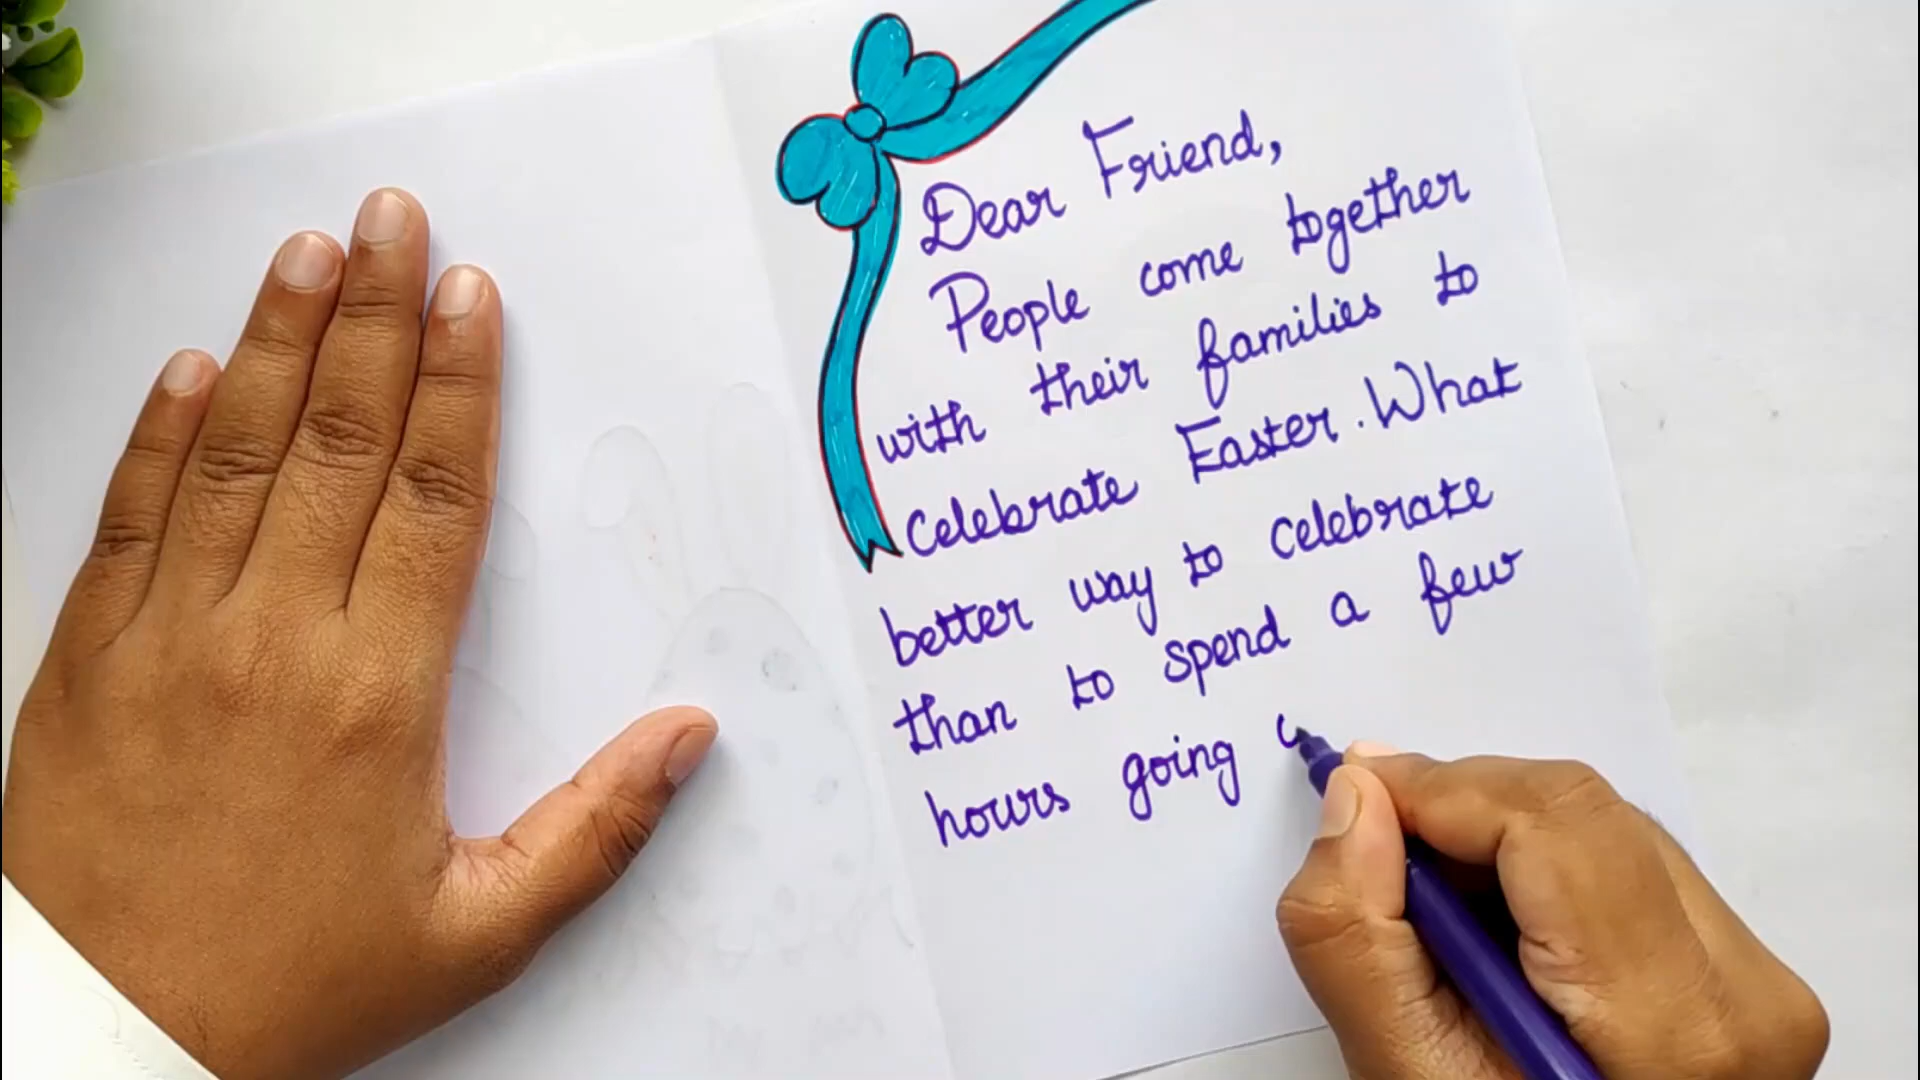 Dear Friend,
People come together
with their families to
celebrate Easter. What
better way to celebrate
than to spend a few
hours going